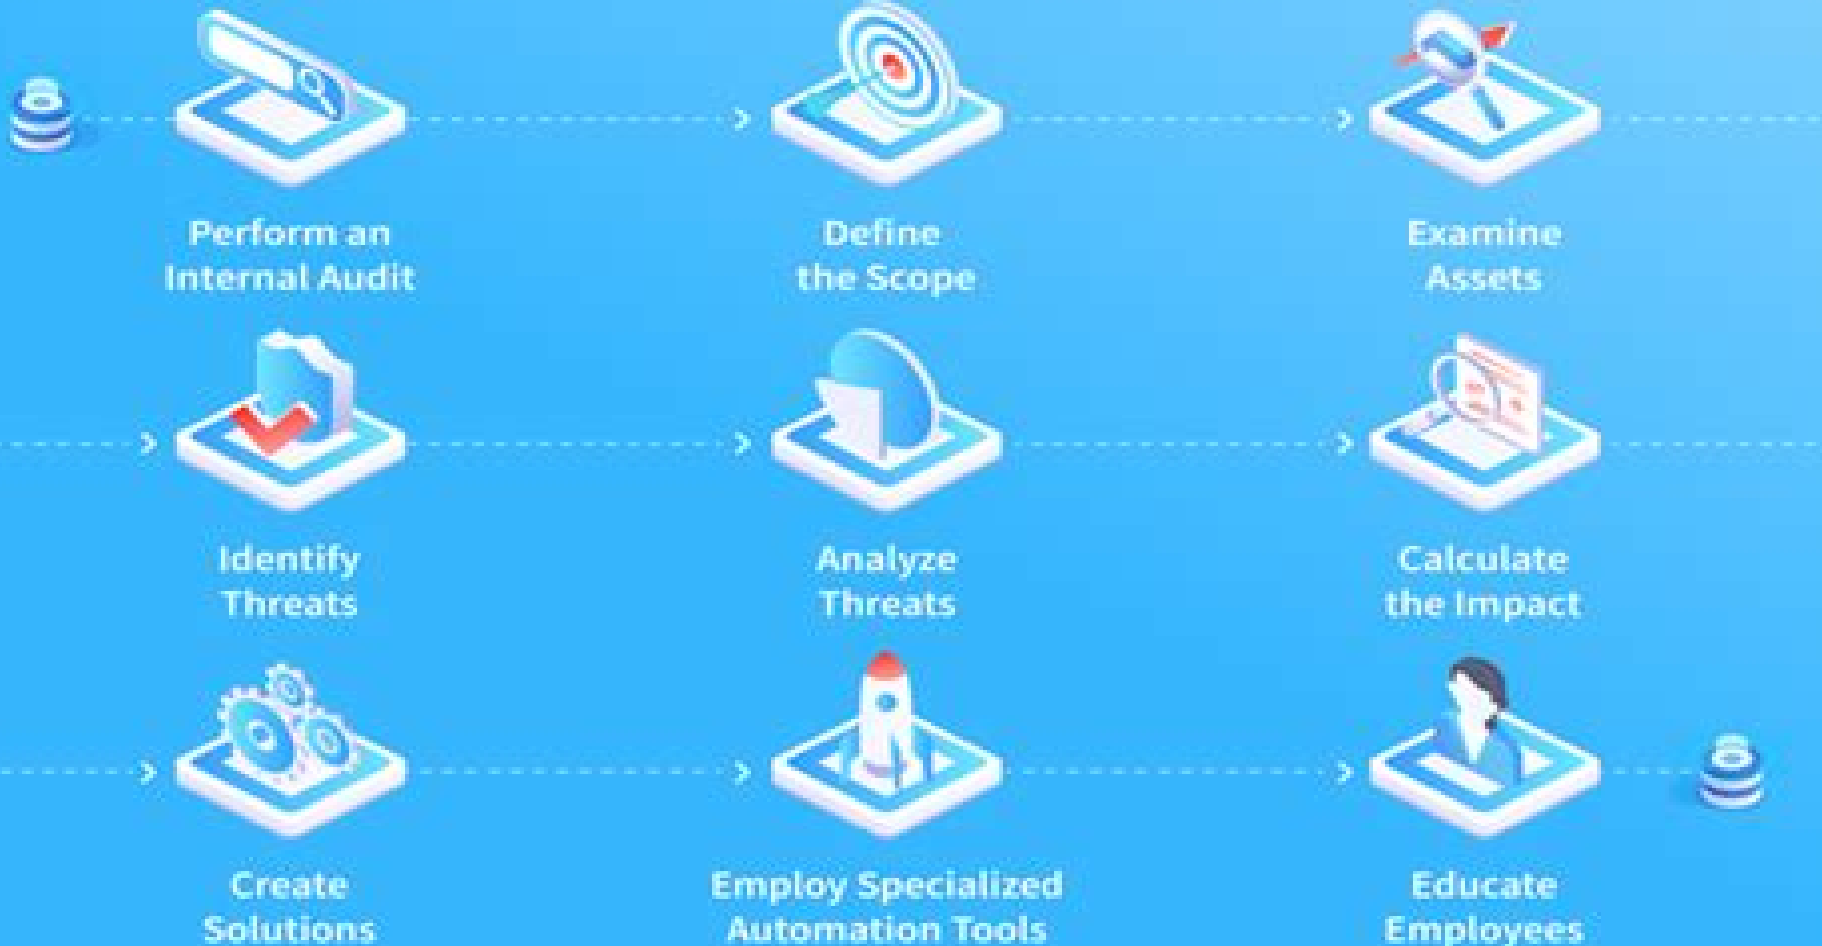 Perform an
Internal Audit
Define
the Scope
Examine
Assets
Identify
Threats
Analyze
Threats
Calculate
the Impact
Create
Solutions
Employ Specialized
Automation Tools
Educate
Employees